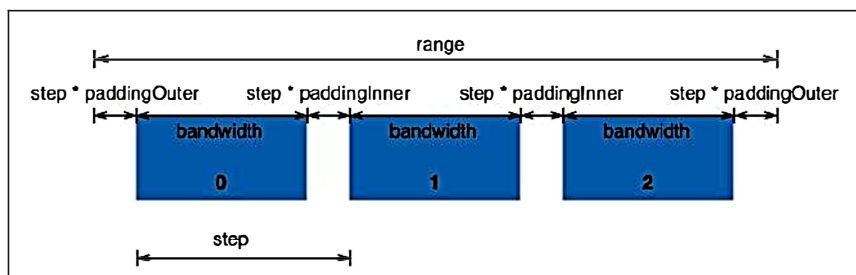 range
step * paddingOuter step * paddingInner step * paddingInner step * paddingOuter
bandwidth bandwidth bandwidth
0 1 2
step